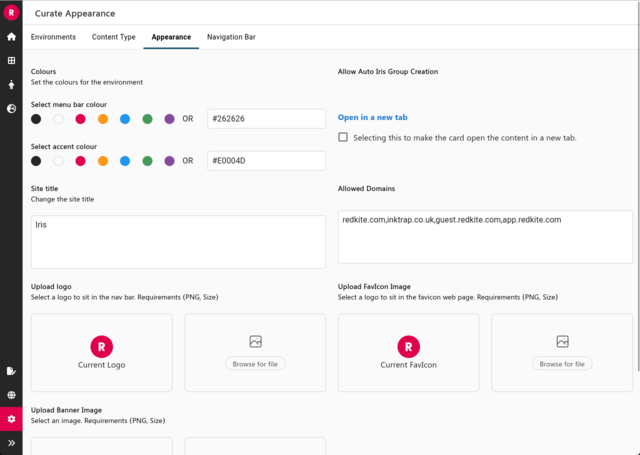 R
Curate Appearance
Environments
Content Type
Appearance
Navigation Bar
Colours
Set the colours for the environment
Select menu bar colour
OR
#262626
Select accent colour
OR
#E0004D
Allow Auto Iris Group Creation
Open in a new tab
Selecting this to make the card open the content in a new tab.
Site title
Change the site title
Iris
Allowed Domains
redkite.com,inktrap.co.uk,guest.redkite.com,app.redkite.com
Upload logo
Select a logo to sit in the nav bar. Requirements (PNG, Size)
R
Current Logo
Browse for file
Upload FavIcon Image
Select a logo to sit in the favicon web page. Requirements (PNG, Size)
R
Current FavIcon
Browse for file
Upload Banner Image
Select an image. Requirements (PNG, Size)